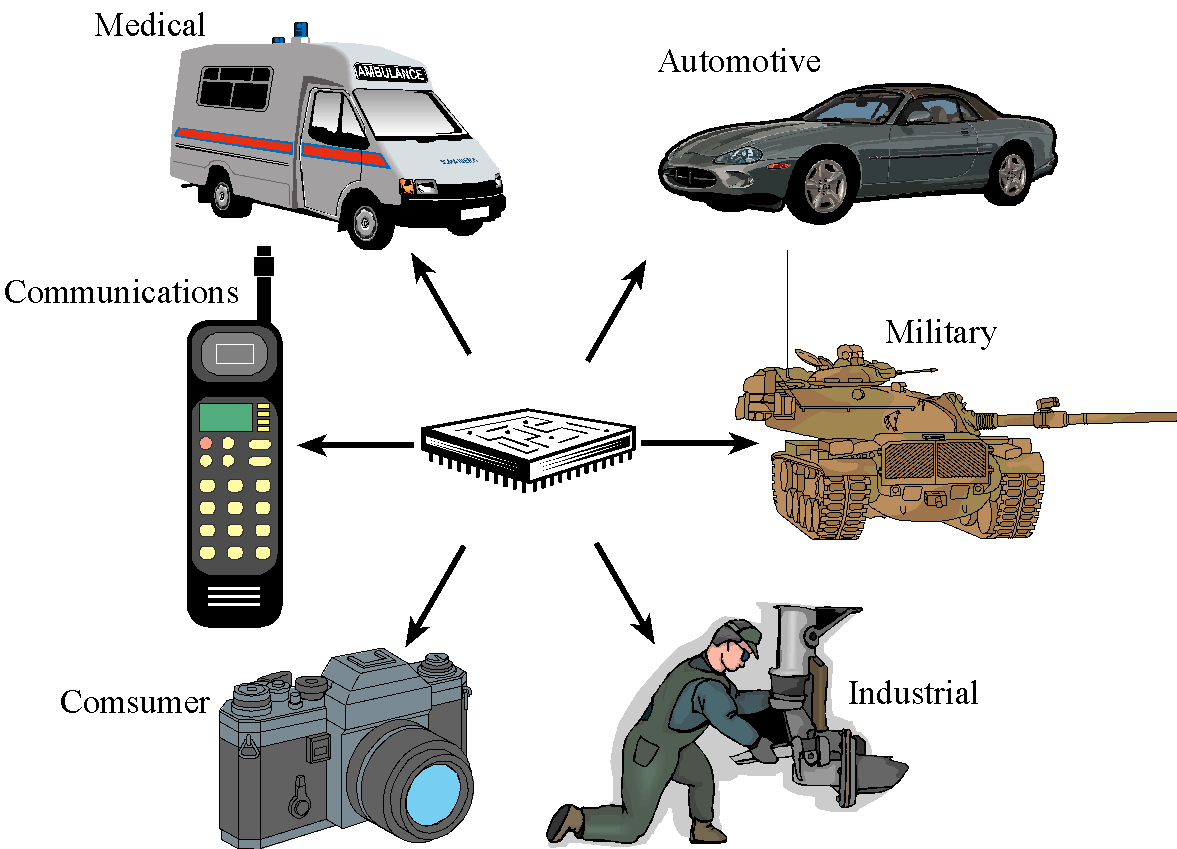 Medical
AMBULANCE
Automotive
Communications
Military
Comsumer
Industrial